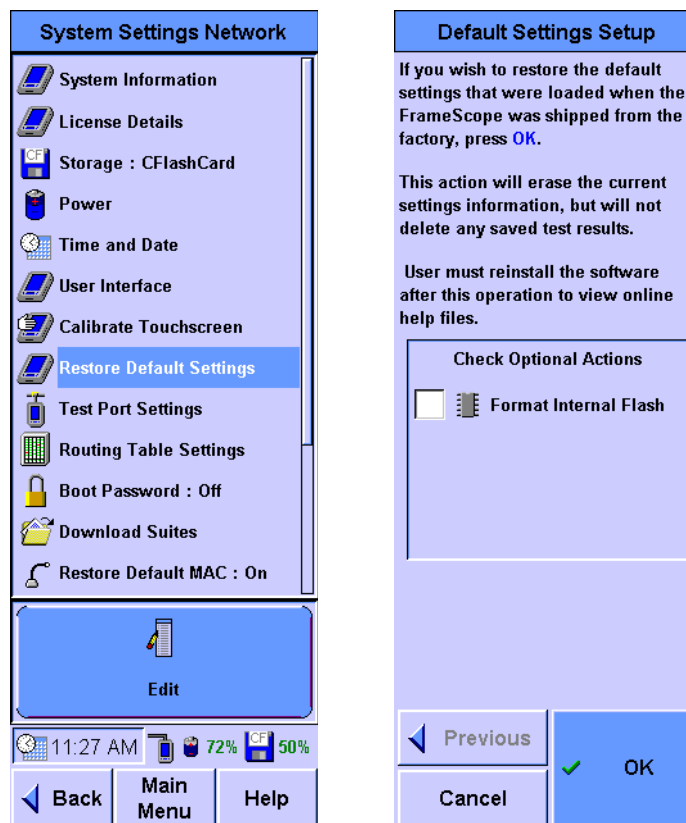 System Settings Network
System Information
License Details
CF
Storage : CFlashCard
Power
Time and Date
User Interface
Calibrate Touchscreen
Restore Default Settings
Test Port Settings
Routing Table Settings
Boot Password : Off
Download Suites
Restore Default MAC : On
Edit
11:27 AM
72%
CF
50%
Back
Main
Menu
Help
Default Settings Setup
If you wish to restore the default
settings that were loaded when the
FrameScope was shipped from the
factory, press OK.
This action will erase the current
settings information, but will not
delete any saved test results.
User must reinstall the software
after this operation to view online
help files.
Check Optional Actions
Format Internal Flash
Previous
Cancel
OK